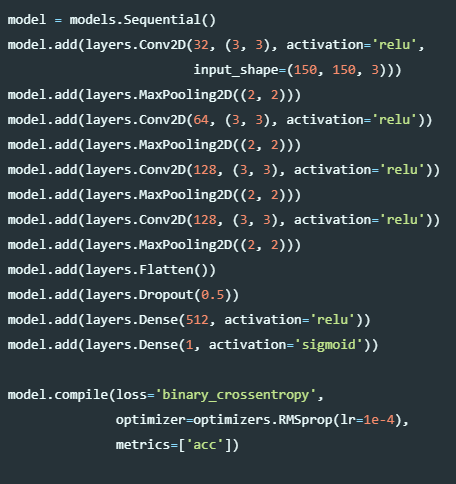 model = models.Sequential()
model.add(layers.Conv2D(32, (3, 3), activation='relu',
                        input_shape=(150, 150, 3)))
model.add(layers.MaxPooling2D((2, 2)))
model.add(layers.Conv2D(64, (3, 3), activation='relu'))
model.add(layers.MaxPooling2D((2, 2)))
model.add(layers.Conv2D(128, (3, 3), activation='relu'))
model.add(layers.MaxPooling2D((2, 2)))
model.add(layers.Conv2D(128, (3, 3), activation='relu'))
model.add(layers.MaxPooling2D((2, 2)))
model.add(layers.Flatten())
model.add(layers.Dropout(0.5))
model.add(layers.Dense(512, activation='relu'))
model.add(layers.Dense(1, activation='sigmoid'))

model.compile(loss='binary_crossentropy',
              optimizer=optimizers.RMSprop(lr=1e-4),
              metrics=['acc'])